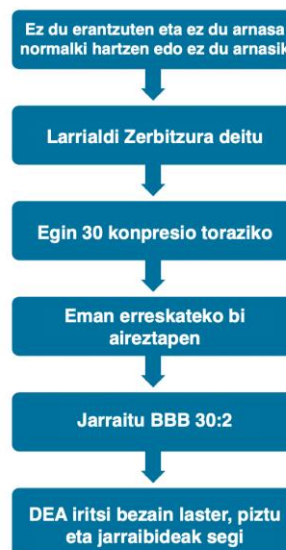 Ez du erantzuten eta ez du arnasa
normalki hartzen edo ez du arnasik
Larrialdi Zerbitzura deitu
Egin 30 konpresio toraziko
Eman erreskateko bi
aireztapen
Jarraitu BBB 30:2
DEA iritsi bezain laster, piztu
eta jarraibideak segi